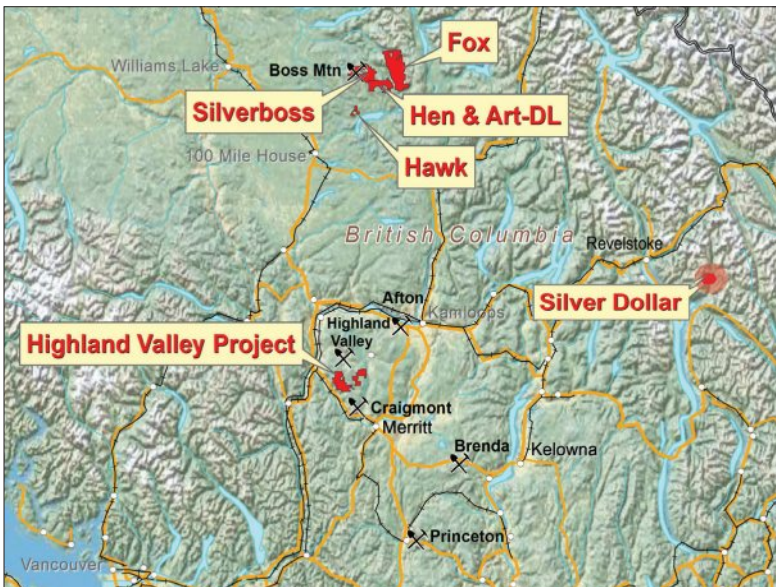 Fox
Williams Lake
Boss Mtn
Silverboss
Hen & Art-DL
100 Mile House
Hawk
British Columbia
Revelstoke
Silver Dollar
Afton
Kamloops
Highland
Valley
Highland Valley Project
Craigmont
Merritt
Brenda
Kelowna
Princeton
Vancouver